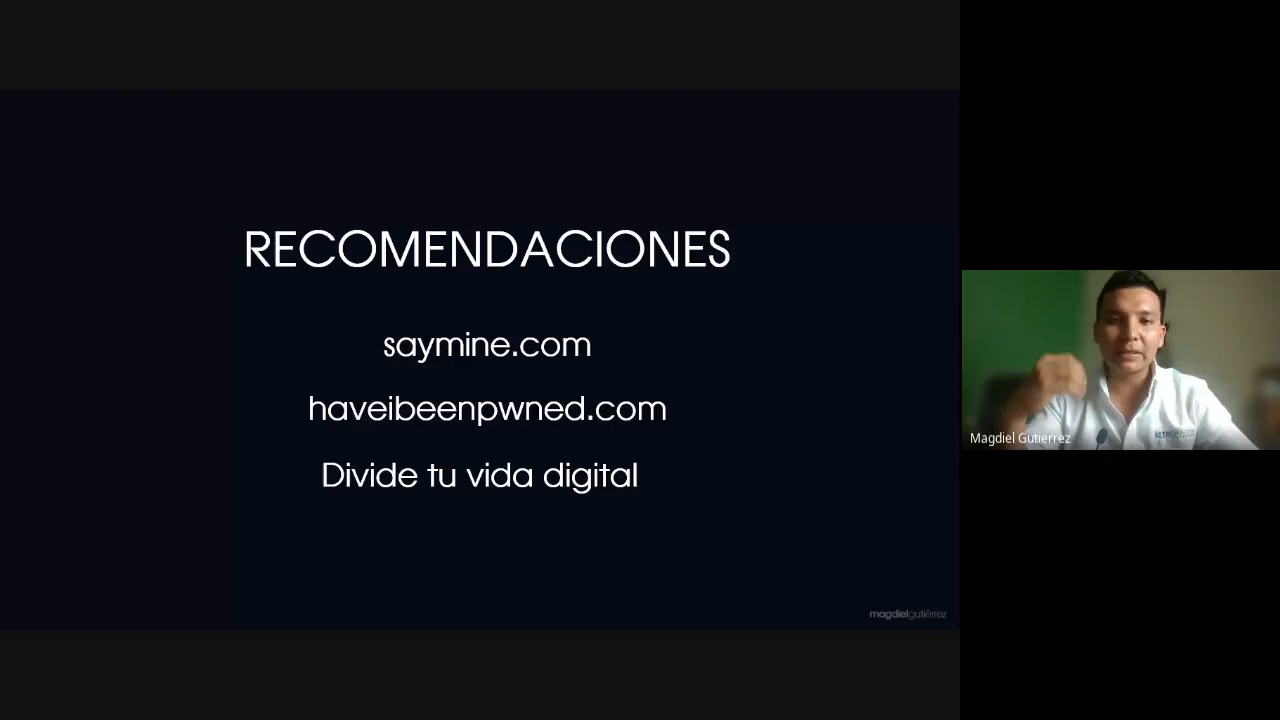 RECOMENDACIONES
saymine.com
haveibeenpwned.com
Divide tu vida digital
magdielgutiérrez
Magdiel Gutierrez